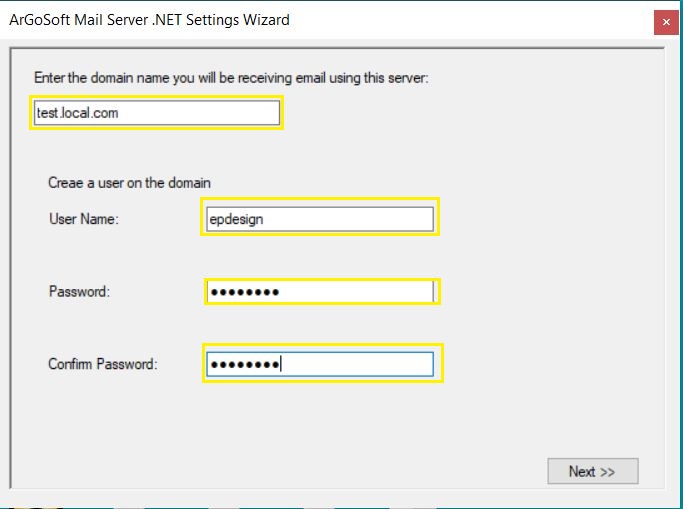 ArGoSoft Mail Server .NET Settings Wizard
Enter the domain name you will be receiving email using this server:
test.local.com
Creae a user on the domain
User Name:
epdesign
Password:
●●●●●●●●
Confirm Password:
●●●●●●●●
Next >>